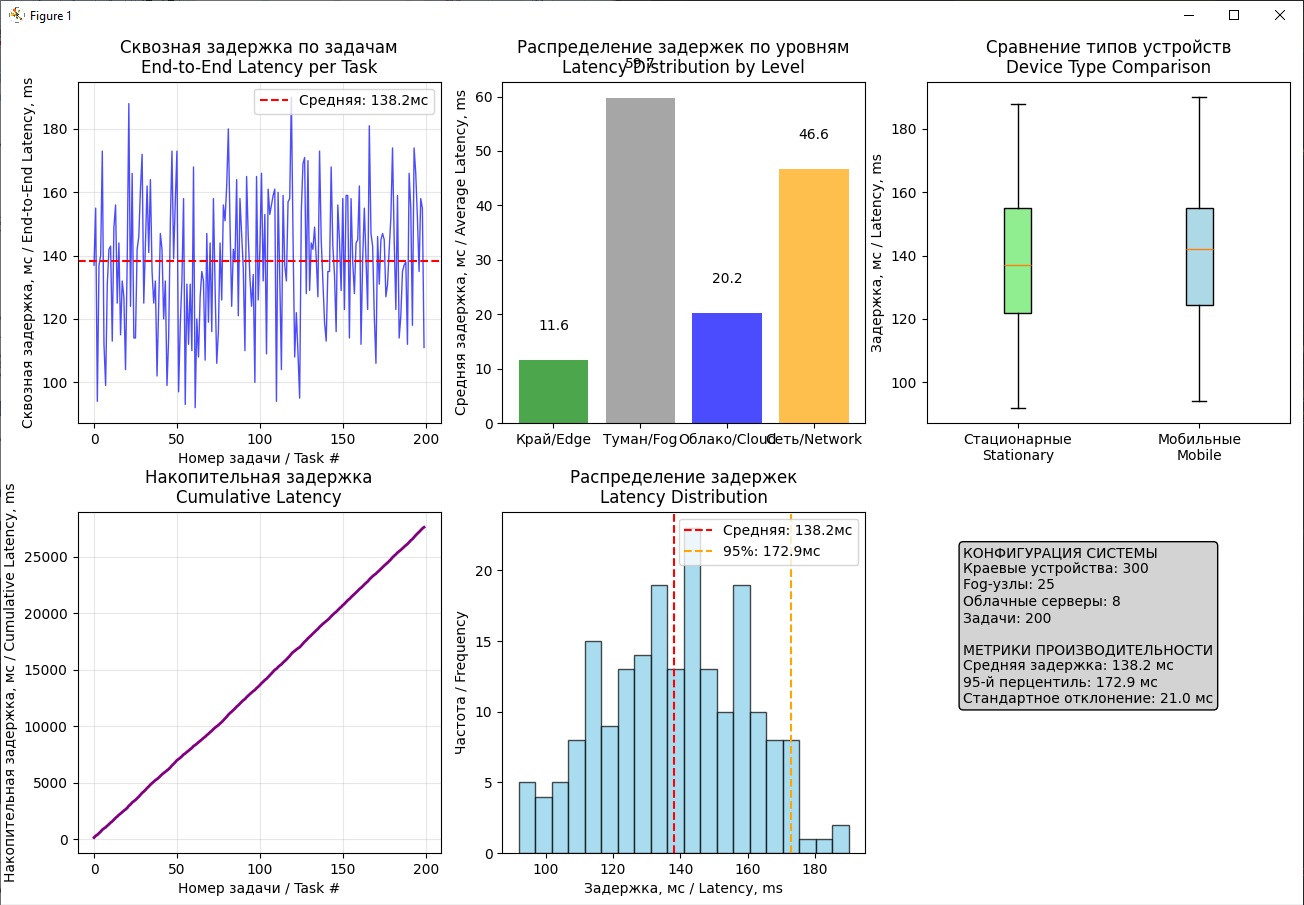 Figure 1
Сквозная задержка по задачам
End-to-End Latency per Task
Сквозная задержка, мс / End-to-End Latency, ms
Средняя: 138.2мс
180
160
140
120
100
0
50
100
150
200
Номер задачи / Task #
Распределение задержек по уровням
Latency Distribution by Level
Средняя задержка, мс / Average Latency, ms
60
50
40
30
20
10
0
11.6
59.7
20.2
46.6
Край/Edge
Туман/Fog
Облако/Cloud
Сеть/Network
Сравнение типов устройств
Device Type Comparison
Задержка, мс / Latency, ms
180
160
140
120
100
Стационарные
Stationary
Мобильные
Mobile
Накопительная задержка
Cumulative Latency
Накопительная задержка, мс / Cumulative Latency, ms
25000
20000
15000
10000
5000
0
0
50
100
150
200
Номер задачи / Task #
Распределение задержек
Latency Distribution
Частота / Frequency
Средняя: 138.2мс
95%: 172.9мс
20
15
10
5
0
100
120
140
160
180
Задержка, мс / Latency, ms
КОНФИГУРАЦИЯ СИСТЕМЫ
Краевые устройства: 300
Fog-узлы: 25
Облачные серверы: 8
Задачи: 200
МЕТРИКИ ПРОИЗВОДИТЕЛЬНОСТИ
Средняя задержка: 138.2 мс
95-й перцентиль: 172.9 мс
Стандартное отклонение: 21.0 мс